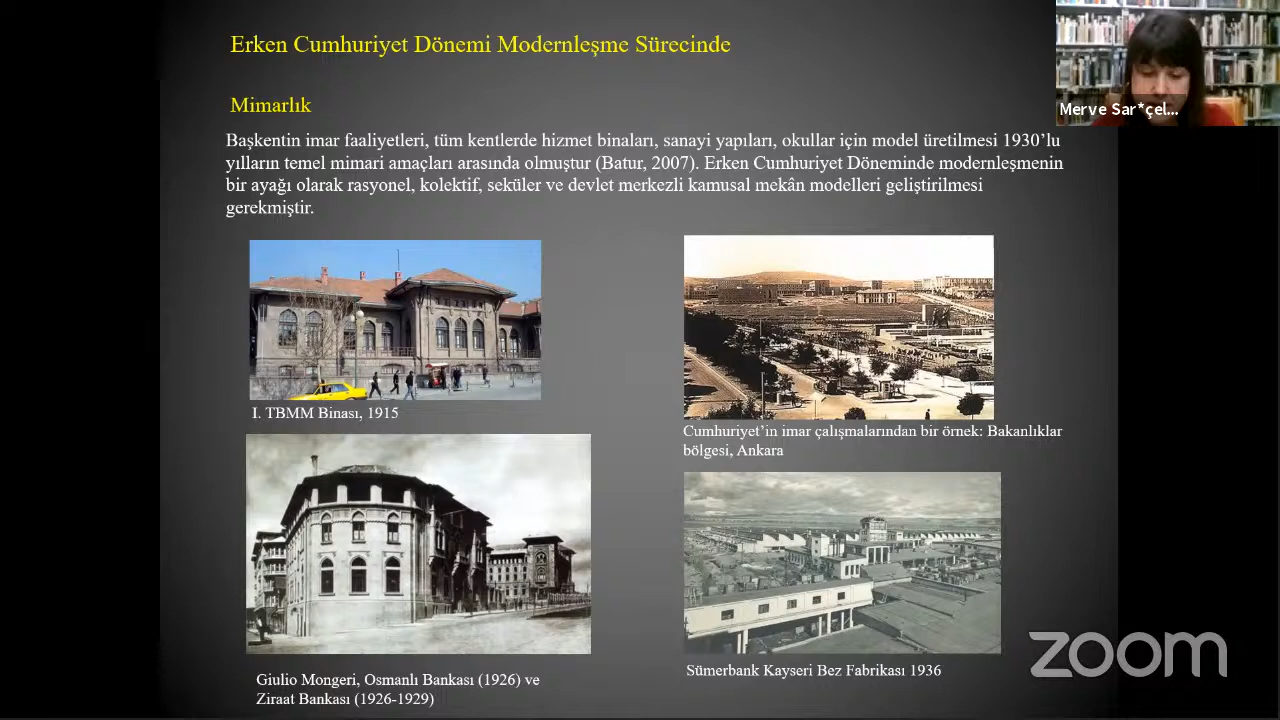 Erken Cumhuriyet Dönemi Modernleşme Sürecinde
Merve Sar*çel...
Mimarlık
Başkentin imar faaliyetleri, tüm kentlerde hizmet binaları, sanayi yapıları, okullar için model üretilmesi 1930’lu
yılların temel mimari amaçları arasında olmuştur (Batur, 2007). Erken Cumhuriyet Döneminde modernleşmenin
bir ayağı olarak rasyonel, kolektif, seküler ve devlet merkezli kamusal mekân modelleri geliştirilmesi
gerekmiştir.
I. TBMM Binası, 1915
Cumhuriyet’in imar çalışmalarından bir örnek: Bakanlıklar
bölgesi, Ankara
Giulio Mongeri, Osmanlı Bankası (1926) ve
Ziraat Bankası (1926-1929)
Sümerbank Kayseri Bez Fabrikası 1936
zoom